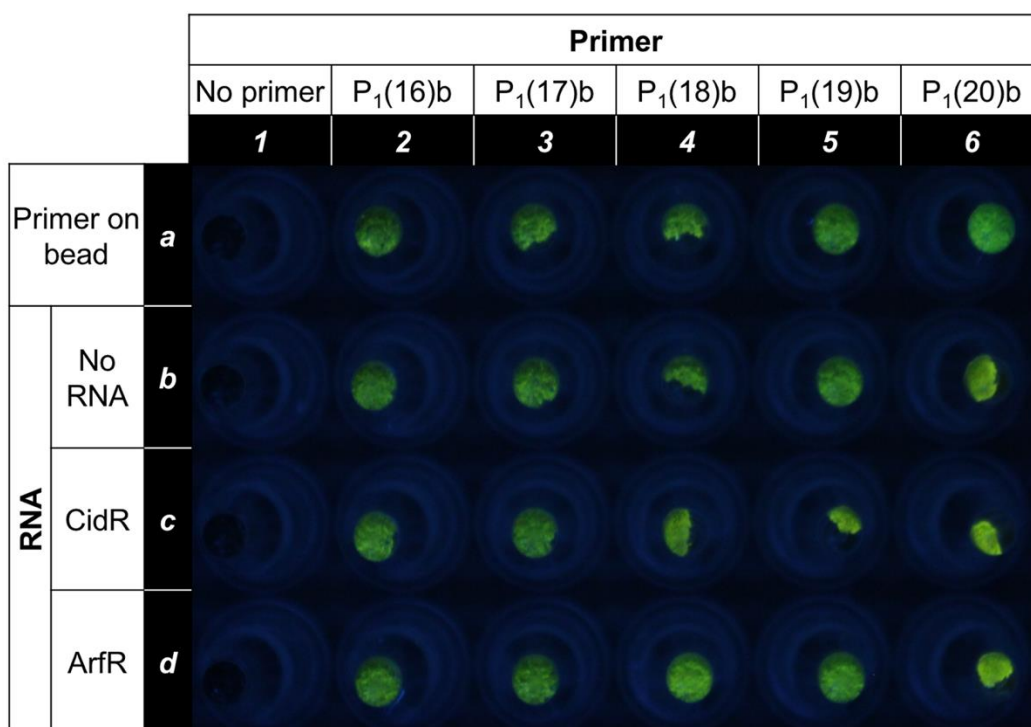 Primer
No primer P₁(16)b P₁(17)b P₁(18)b P₁(19)b P₁(20)b
1 2 3 4 5 6
Primer on
bead
a
RNA
No
RNA
b
CidR
c
ArfR
d